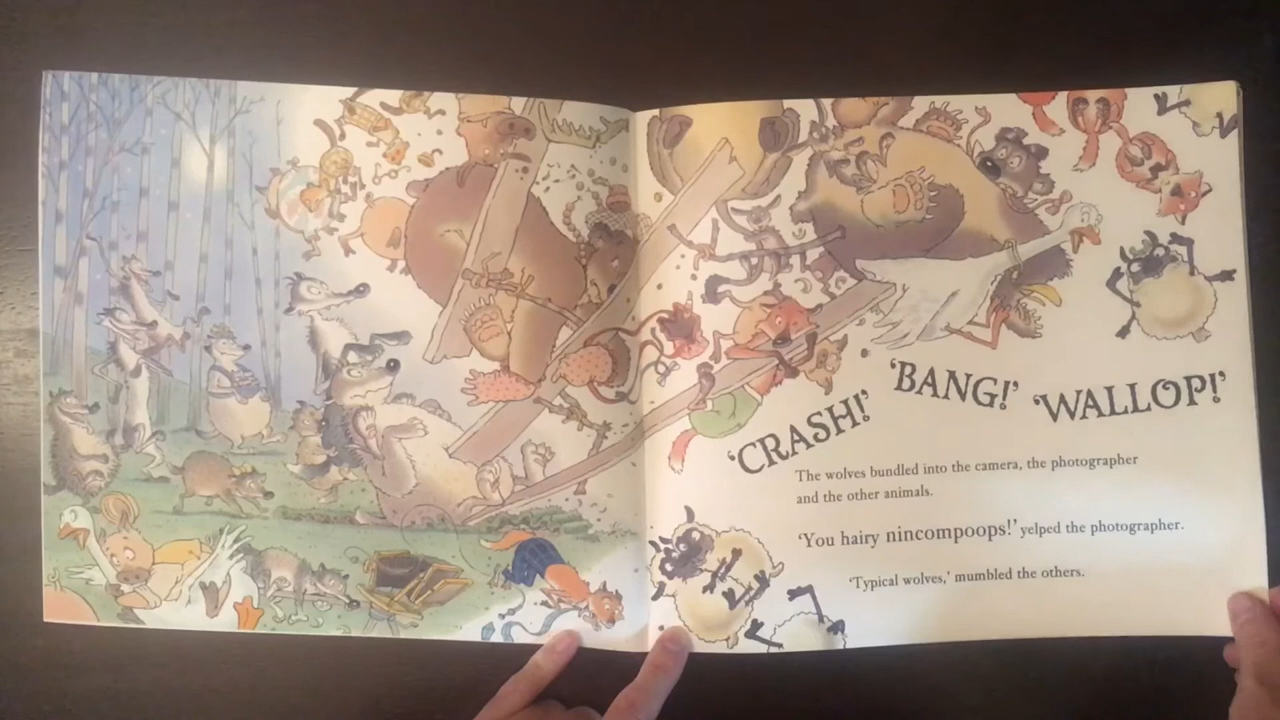 ‘CRASH!’ ‘BANG!’ ‘WALLOP!’
The wolves bundled into the camera, the photographer
and the other animals.
‘You hairy nincompoops!’ yelped the photographer.
‘Typical wolves,’ mumbled the others.